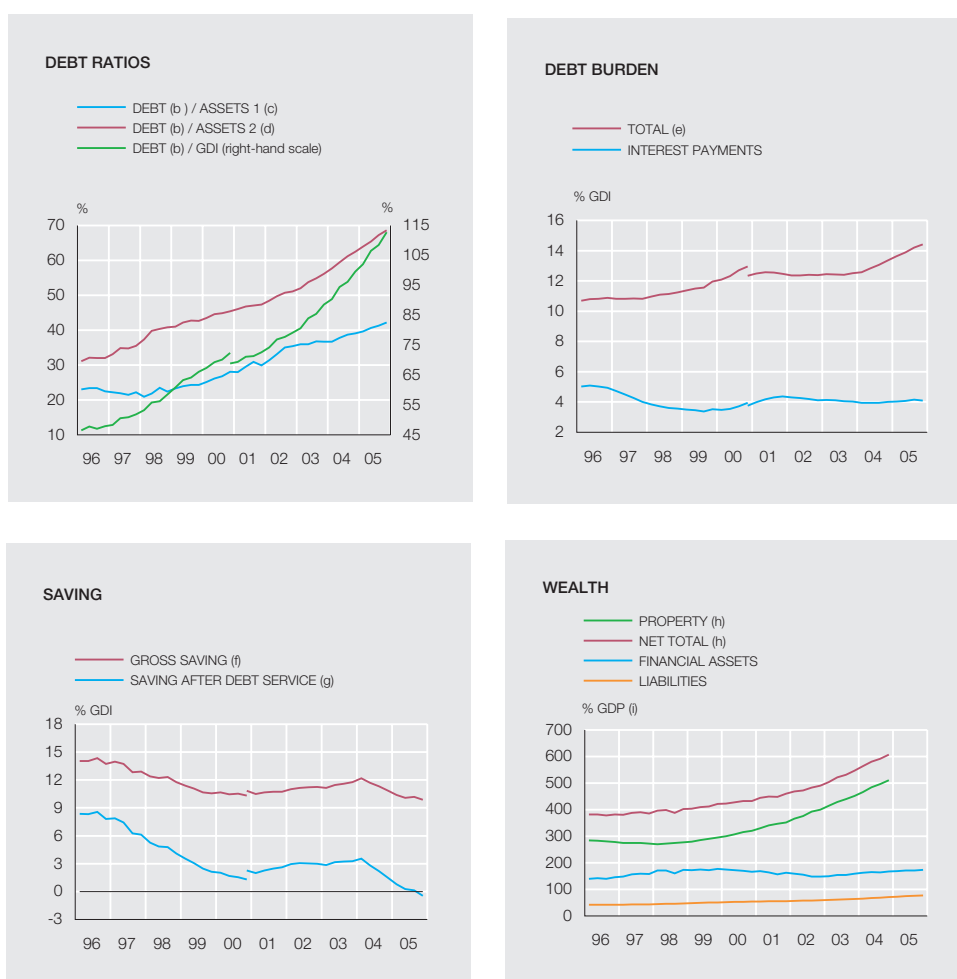 DEBT RATIOS
DEBT (b ) / ASSETS 1 (c)
DEBT (b) / ASSETS 2 (d)
DEBT (b) / GDI (right-hand scale)
% %
70 115
60 105
50 95
40 85
30 75
20 65
10 55
45
96 97 98 99 00 01 02 03 04 05
DEBT BURDEN
TOTAL (e)
INTEREST PAYMENTS
% GDI
16
14
12
10
8
6
4
2
96 97 98 99 00 01 02 03 04 05
SAVING
GROSS SAVING (f)
SAVING AFTER DEBT SERVICE (g)
% GDI
18
15
12
9
6
3
0
-3
96 97 98 99 00 01 02 03 04 05
WEALTH
PROPERTY (h)
NET TOTAL (h)
FINANCIAL ASSETS
LIABILITIES
% GDP (i)
700
600
500
400
300
200
100
0
96 97 98 99 00 01 02 03 04 05